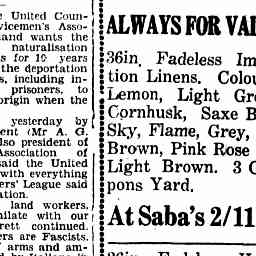 e United Coun-
vicemen's Asso-
land wants the
naturalisation
s for 10 years
the deportation
s, including in-
prisoners, to
origin when the
yesterday by
ent (Mr A. G.
lso president of
Association of
said the United
with everything
ers' League said
ation.
land workers,
milate with our
rett continued.
ers are Fascists.
arms and am-
ALWAYS FOR VAL
36in. Fadeless Im
tion Linens. Colou
Lemon, Light Gre
Cornhusk, Saxe B
Sky, Flame, Grey,
Brown, Pink Rose
Light Brown. 3 C
pons Yard.
At Saba's 2/11